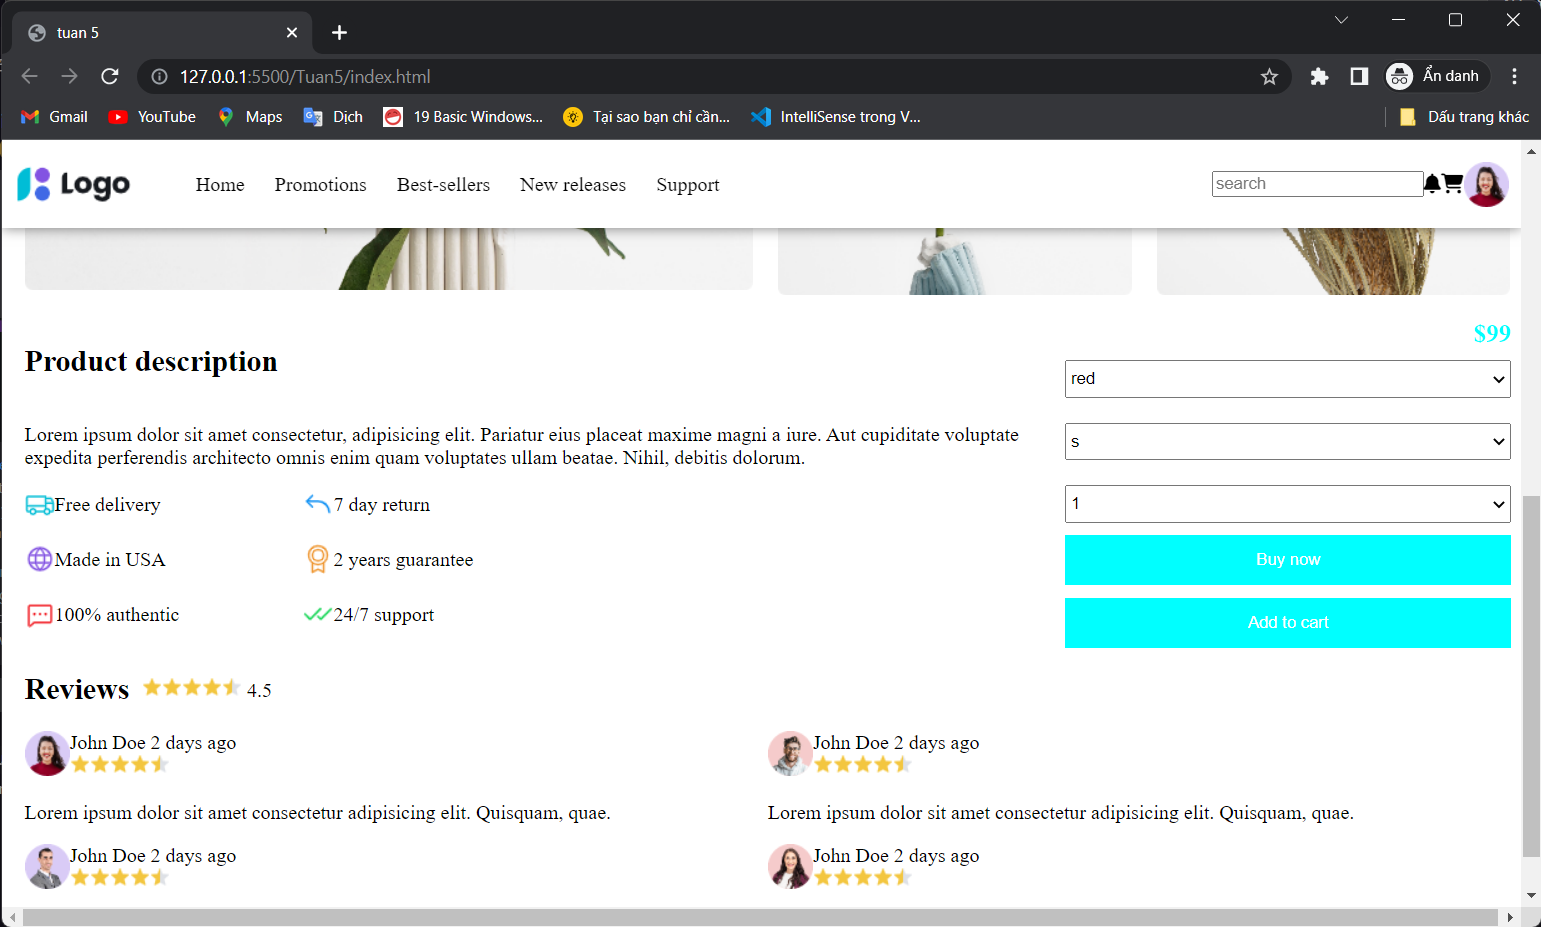 tuan 5
127.0.0.1:5500/Tuan5/index.html
Ẩn danh
Gmail YouTube Maps Dịch 19 Basic Windows... Tại sao bạn chỉ cần... IntelliSense trong V... Dấu trang khác
Logo Home Promotions Best-sellers New releases Support search
$99
Product description
red
Lorem ipsum dolor sit amet consectetur, adipisicing elit. Pariatur eius placeat maxime magni a iure. Aut cupiditate voluptate
expedita perferendis architecto omnis enim quam voluptates ullam beatae. Nihil, debitis dolorum.
s
Free delivery 7 day return
1
Made in USA 2 years guarantee
Buy now
100% authentic 24/7 support
Add to cart
Reviews 4.5
John Doe 2 days ago
Lorem ipsum dolor sit amet consectetur adipisicing elit. Quisquam, quae.
John Doe 2 days ago
Lorem ipsum dolor sit amet consectetur adipisicing elit. Quisquam, quae.
John Doe 2 days ago
John Doe 2 days ago